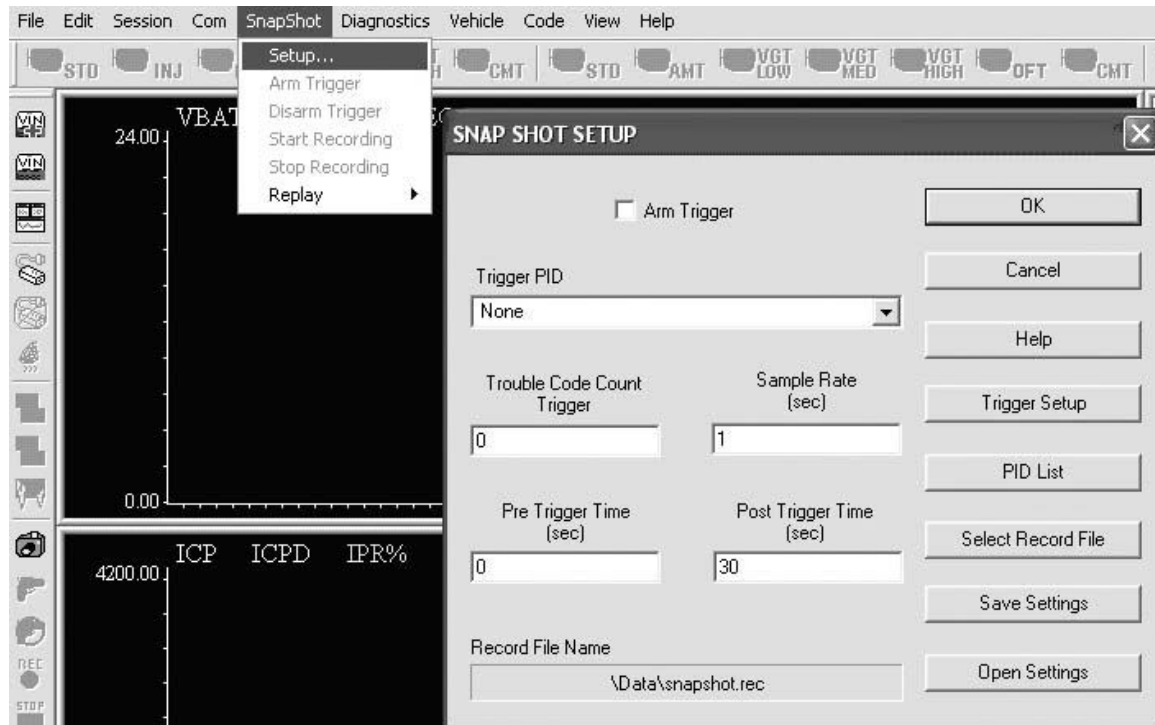 File Edit Session Com SnapShot Diagnostics Vehicle Code View Help
STD INJ CMT STD AMT VGT LOW VGT MED VGT HIGH OFT CMT
Setup...
Arm Trigger
Disarm Trigger
Start Recording
Stop Recording
Replay
VIN
VIN
REC
STOP
24.00
0.00
ICP ICPD IPR%
4200.00
SNAP SHOT SETUP
Arm Trigger
Trigger PID
None
Trouble Code Count
Trigger
0
Sample Rate
(sec)
1
Pre Trigger Time
(sec)
0
Post Trigger Time
(sec)
30
Record File Name
\Data\snapshot.rec
OK
Cancel
Help
Trigger Setup
PID List
Select Record File
Save Settings
Open Settings